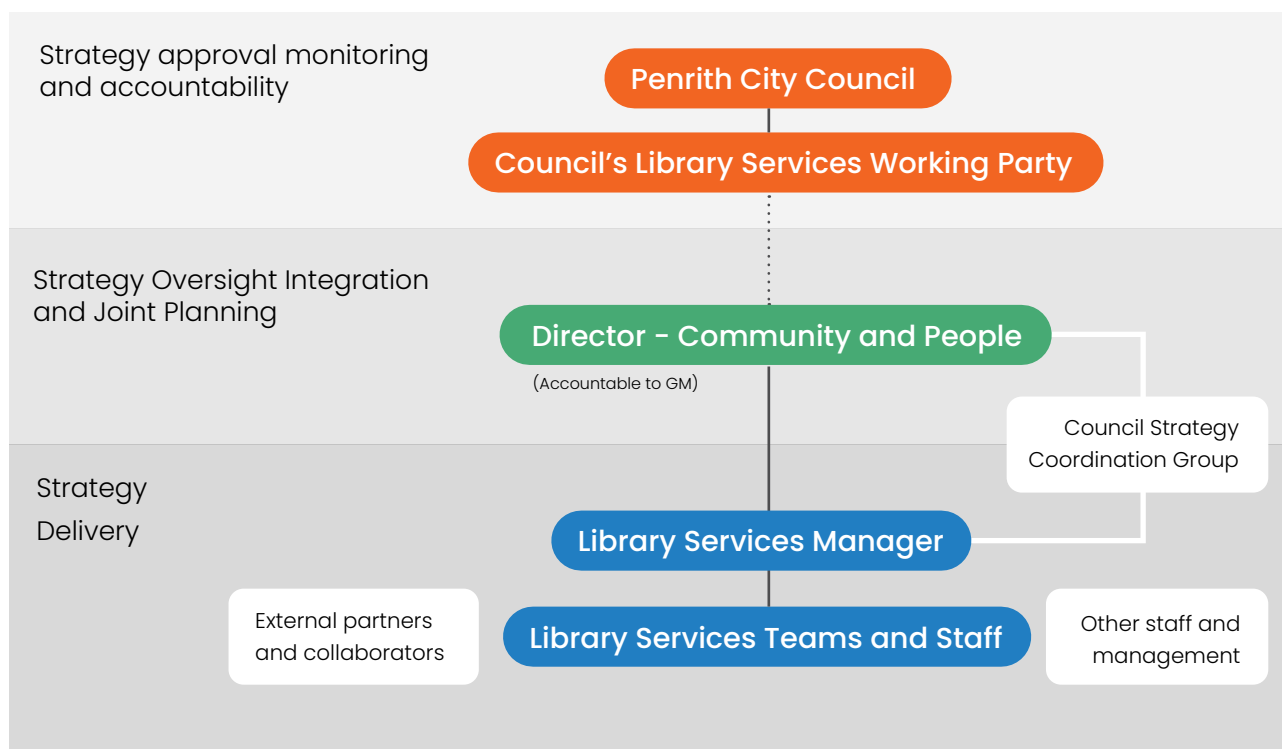 Strategy approval monitoring
and accountability
Penrith City Council
Council’s Library Services Working Party
Strategy Oversight Integration
and Joint Planning
Director - Community and People
(Accountable to GM)
Council Strategy
Coordination Group
Strategy
Delivery
Library Services Manager
External partners
and collaborators
Library Services Teams and Staff
Other staff and
management